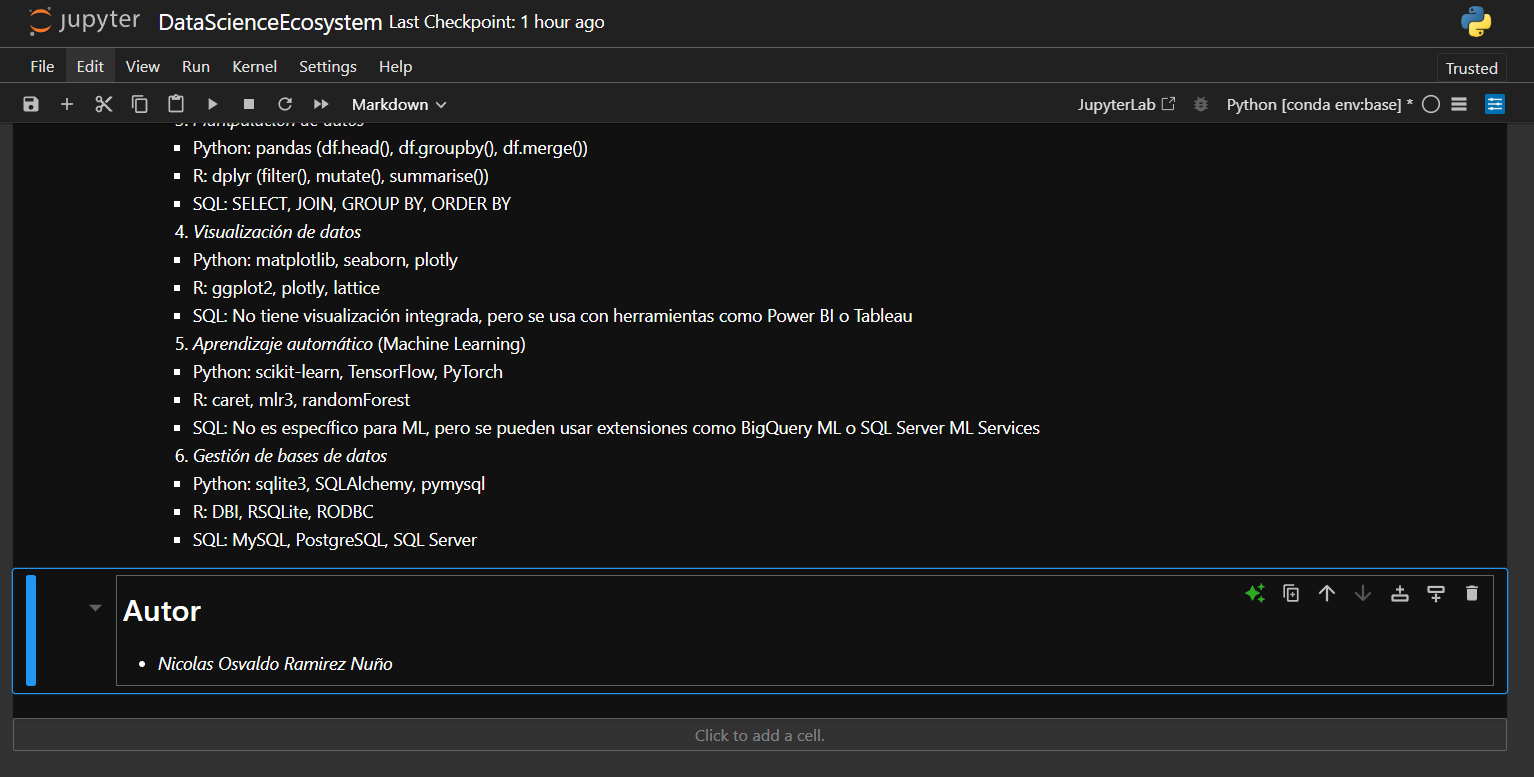 jupyter DataScienceEcosystem Last Checkpoint: 1 hour ago
File Edit View Run Kernel Settings Help
Trusted
Markdown JupyterLab Python [conda env:base] *
3. Manipulación de datos
▪ Python: pandas (df.head(), df.groupby(), df.merge())
▪ R: dplyr (filter(), mutate(), summarise())
▪ SQL: SELECT, JOIN, GROUP BY, ORDER BY
4. Visualización de datos
▪ Python: matplotlib, seaborn, plotly
▪ R: ggplot2, plotly, lattice
▪ SQL: No tiene visualización integrada, pero se usa con herramientas como Power BI o Tableau
5. Aprendizaje automático (Machine Learning)
▪ Python: scikit-learn, TensorFlow, PyTorch
▪ R: caret, mlr3, randomForest
▪ SQL: No es específico para ML, pero se pueden usar extensiones como BigQuery ML o SQL Server ML Services
6. Gestión de bases de datos
▪ Python: sqlite3, SQLAlchemy, pymysql
▪ R: DBI, RSQLite, RODBC
▪ SQL: MySQL, PostgreSQL, SQL Server
Autor
• Nicolas Osvaldo Ramirez Nuño
Click to add a cell.